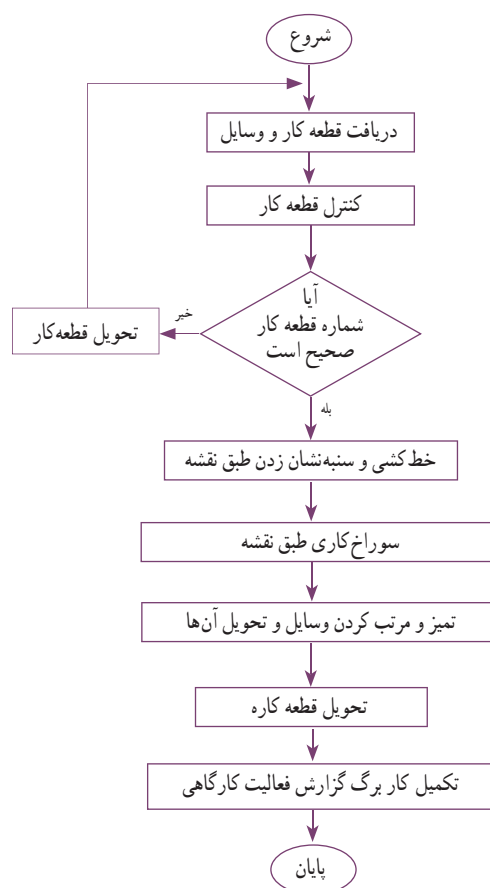 شروع
دریافت قطعه کار و وسایل
کنترل قطعه کار
آیا
شماره قطعه کار
صحیح است
خیر
تحویل قطعه‌کار
بله
خط‌کشی و سنبه‌نشان زدن طبق نقشه
سوراخ‌کاری طبق نقشه
تمیز و مرتب کردن وسایل و تحویل آن‌ها
تحویل قطعه کاره
تکمیل کار برگ گزارش فعالیت کارگاهی
پایان